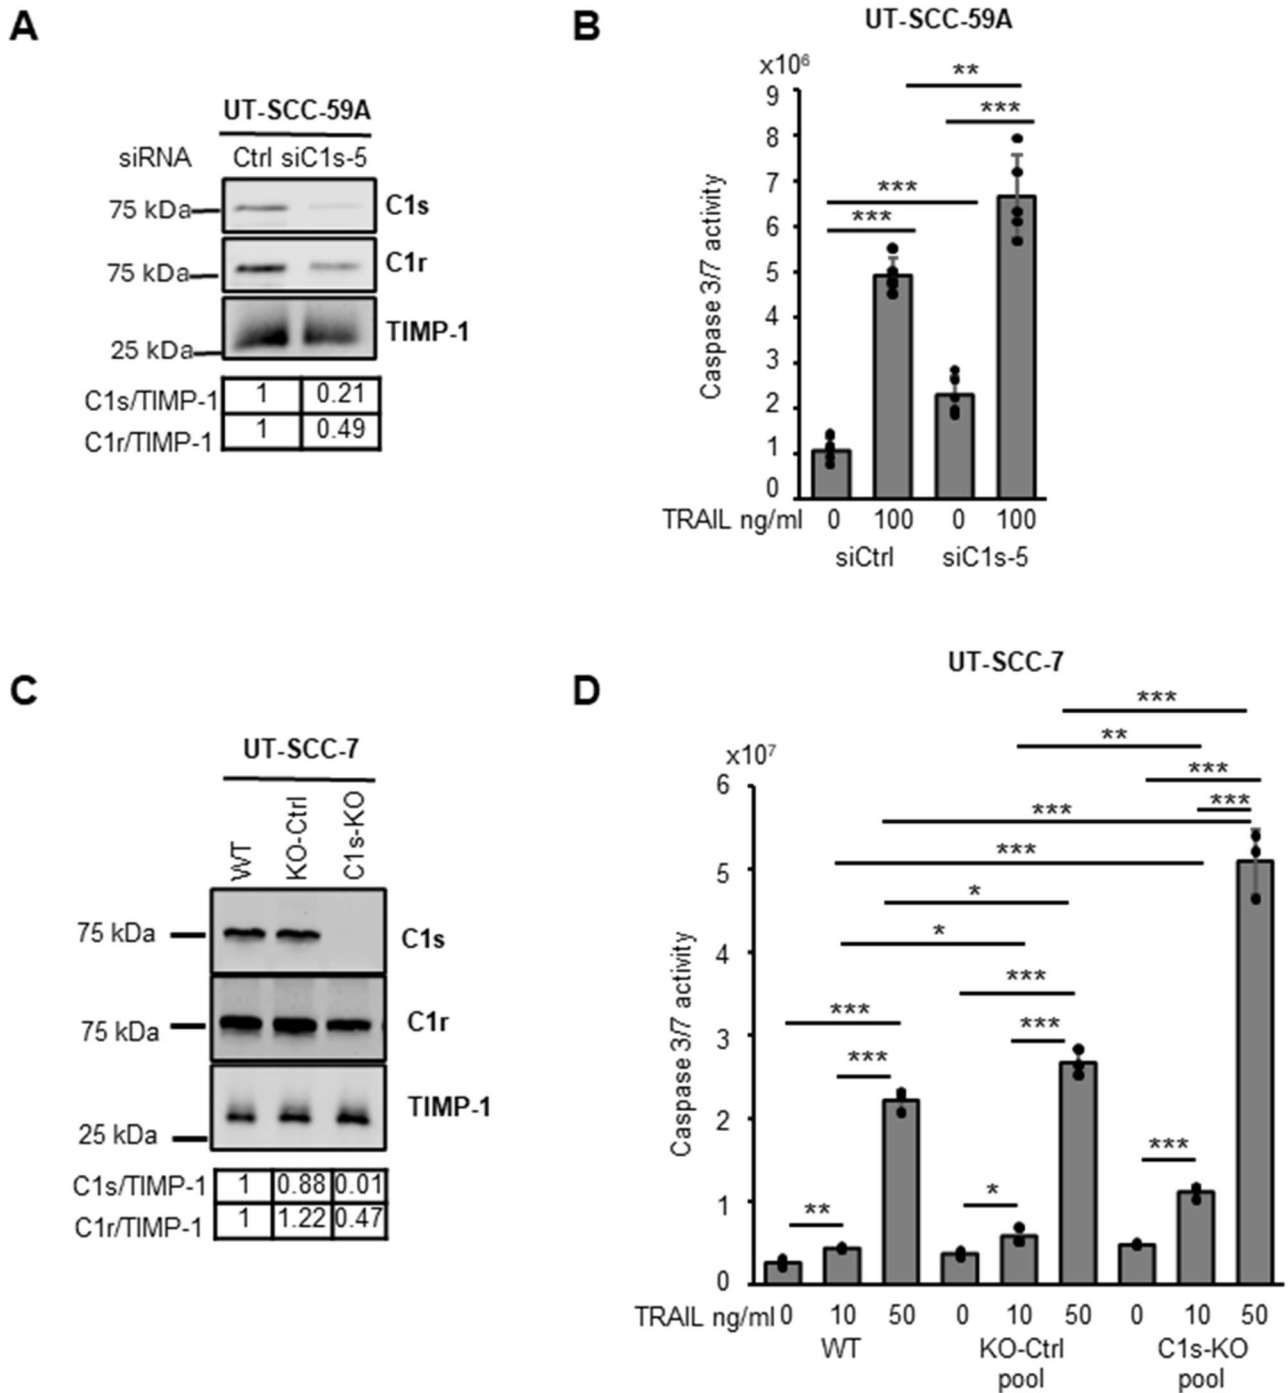 A
UT-SCC-59A
siRNA Ctrl siC1s-5
75 kDa C1s
75 kDa C1r
25 kDa TIMP-1
C1s/TIMP-1 1 0.21
C1r/TIMP-1 1 0.49
B
UT-SCC-59A
x10⁶
**
***
***
***
9
8
7
6
5
4
3
2
1
0
Caspase 3/7 activity
TRAIL ng/ml 0 100 0 100
siCtrl siC1s-5
C
UT-SCC-7
WT KO-Ctrl C1s-KO
75 kDa C1s
75 kDa C1r
25 kDa TIMP-1
C1s/TIMP-1 1 0.88 0.01
C1r/TIMP-1 1 1.22 0.47
D
UT-SCC-7
x10⁷
***
**
***
***
***
***
*
*
***
***
***
***
***
**
*
6
5
4
3
2
1
0
Caspase 3/7 activity
TRAIL ng/ml 0 10 50 0 10 50 0 10 50
WT KO-Ctrl C1s-KO
pool pool